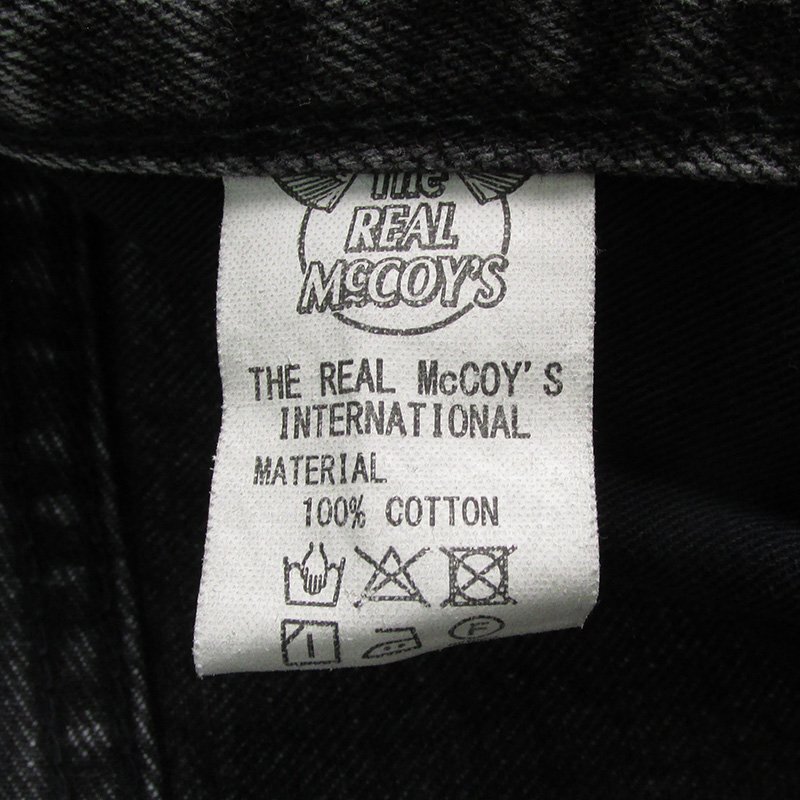 The
REAL
McCOY'S
THE REAL McCOY'S
INTERNATIONAL
MATERIAL
100% COTTON
F